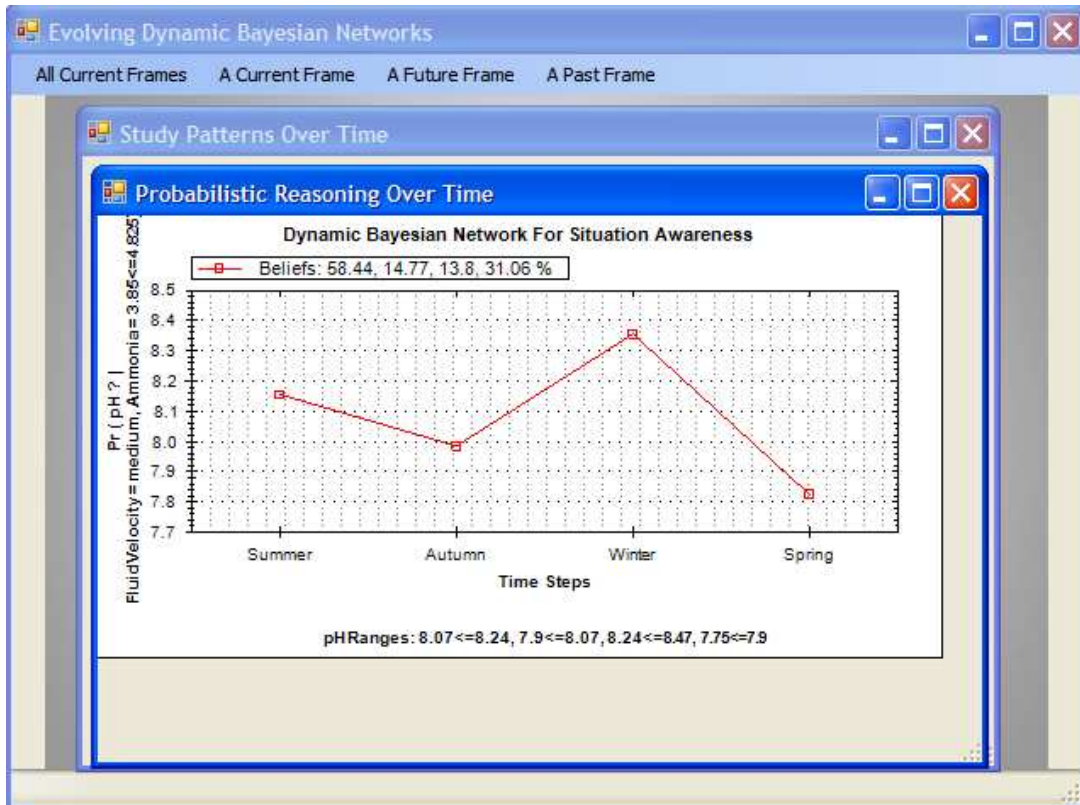 Evolving Dynamic Bayesian Networks
All Current Frames A Current Frame A Future Frame A Past Frame
Study Patterns Over Time
Probabilistic Reasoning Over Time
Dynamic Bayesian Network For Situation Awareness
Beliefs: 58.44, 14.77, 13.8, 31.06 %
Pr ( pH ? |
FluidVelocity = medium, Ammonia = 3.85<=4.825
8.5
8.4
8.3
8.2
8.1
8.0
7.9
7.8
7.7
Summer Autumn Winter Spring
Time Steps
pHRanges: 8.07<=8.24, 7.9<=8.07, 8.24<=8.47, 7.75<=7.9